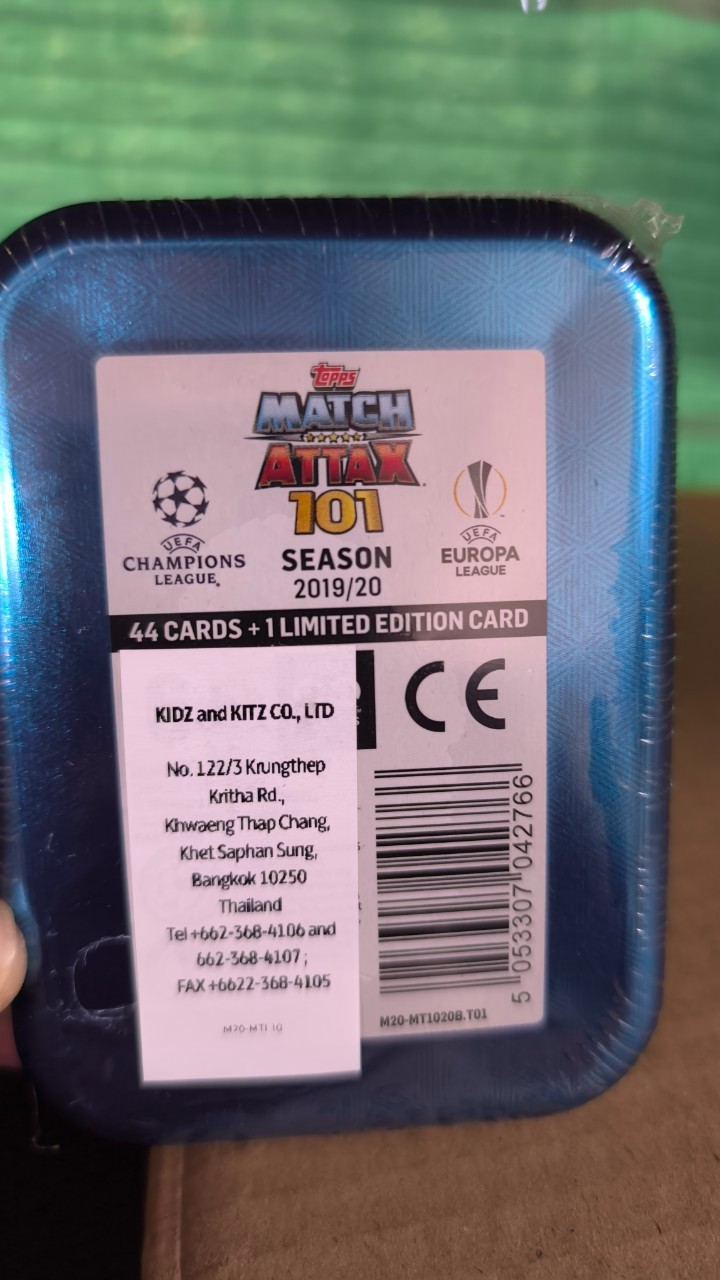 topps
MATCH
ATTAX
101
UEFA
CHAMPIONS
LEAGUE
SEASON
2019/20
UEFA
EUROPA
LEAGUE
44 CARDS + 1 LIMITED EDITION CARD
KIDZ and KITZ CO., LTD
No. 122/3 Krungthep
Kritha Rd.,
Khwaeng Thap Chang,
Khet Saphan Sung,
Bangkok 10250
Thailand
Tel +662-368-4106 and
662-368-4107 ;
FAX +6622-368-4105
CE
5 053307 042766
M20-MT1020B.T01